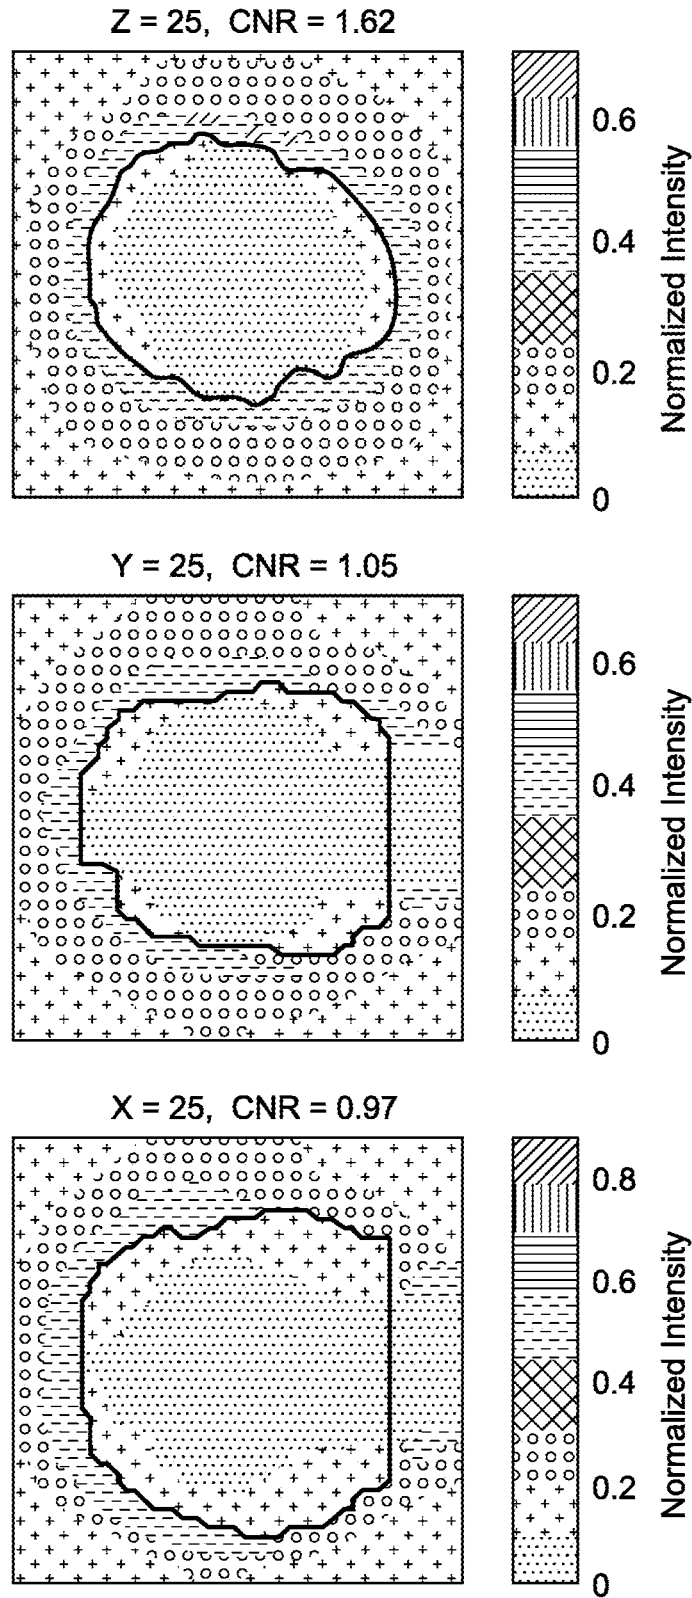 Z = 25, CNR = 1.62
0.6
0.4
0.2
0
Normalized Intensity
Y = 25, CNR = 1.05
0.6
0.4
0.2
0
Normalized Intensity
X = 25, CNR = 0.97
0.8
0.6
0.4
0.2
0
Normalized Intensity